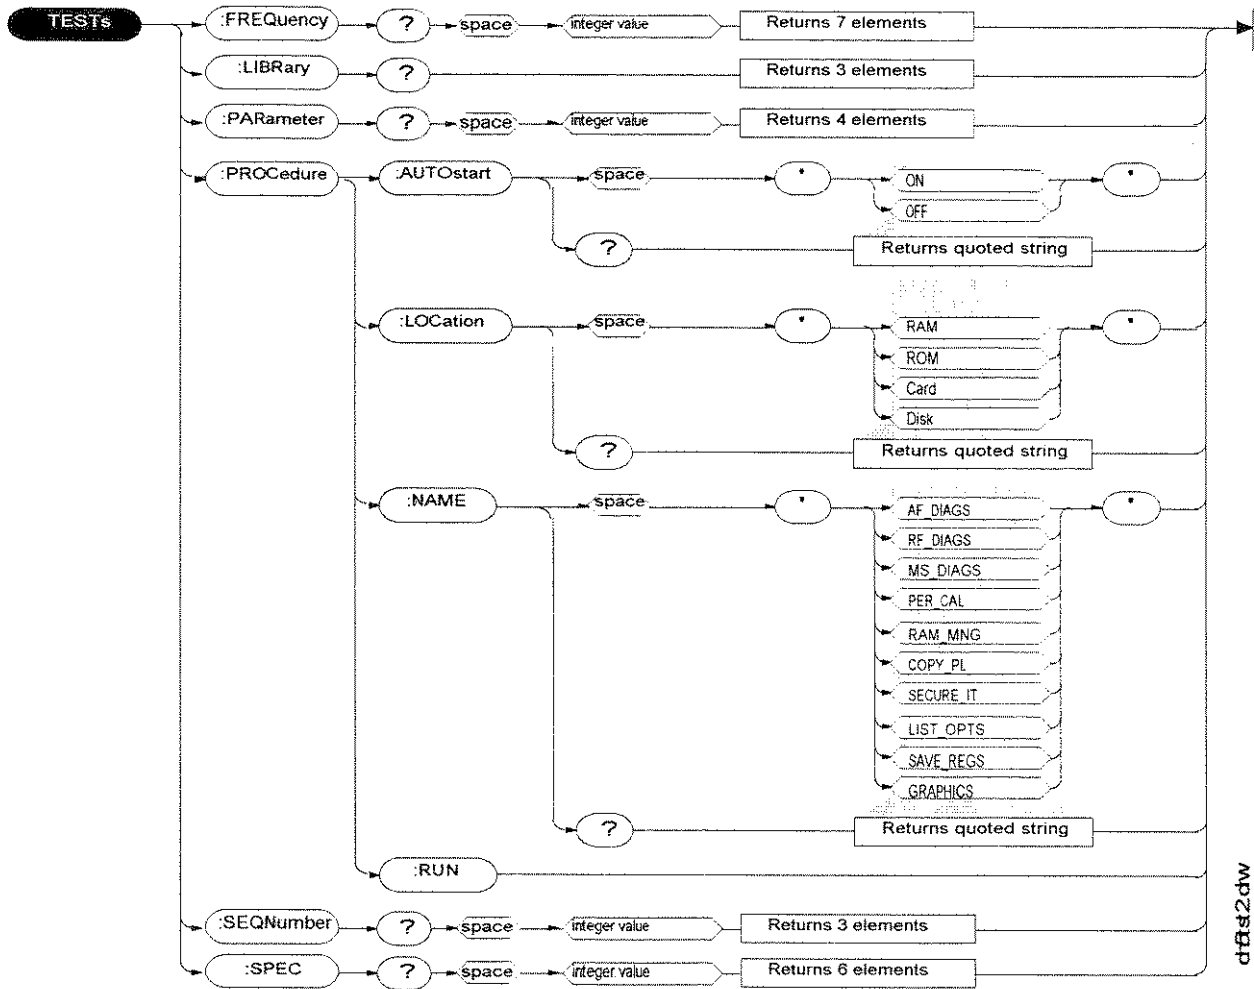 TESTs :FREQuency ? space integer value Returns 7 elements
:LIBRary ? Returns 3 elements
:PARameter ? space integer value Returns 4 elements
:PROCedure :AUTOstart space ' ON '
OFF
? Returns quoted string
:LOCation space ' RAM '
ROM
Card
Disk
? Returns quoted string
:NAME space ' AF_DIAGS '
RF_DIAGS
MS_DIAGS
PER_CAL
RAM_MNG
COPY_PL
SECURE_IT
LIST_OPTS
SAVE_REGS
GRAPHICS
? Returns quoted string
:RUN
:SEQNumber ? space integer value Returns 3 elements
:SPEC ? space integer value Returns 6 elements